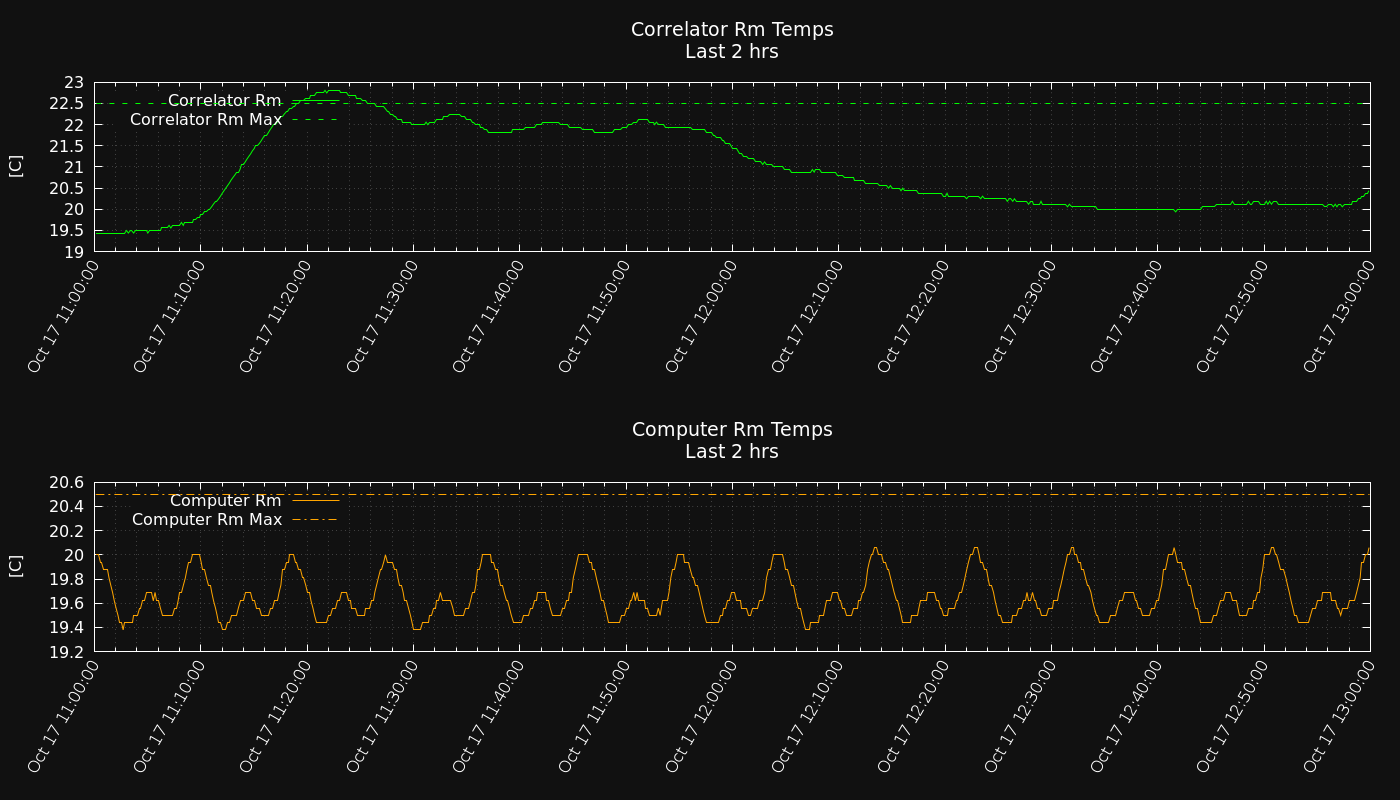 Correlator Rm Temps
Last 2 hrs
23
22.5
22
21.5
21
20.5
20
19.5
19
[C]
Correlator Rm
Correlator Rm Max
Oct 17 11:00:00
Oct 17 11:10:00
Oct 17 11:20:00
Oct 17 11:30:00
Oct 17 11:40:00
Oct 17 11:50:00
Oct 17 12:00:00
Oct 17 12:10:00
Oct 17 12:20:00
Oct 17 12:30:00
Oct 17 12:40:00
Oct 17 12:50:00
Oct 17 13:00:00
Computer Rm Temps
Last 2 hrs
20.6
20.4
20.2
20
19.8
19.6
19.4
19.2
[C]
Computer Rm
Computer Rm Max
Oct 17 11:00:00
Oct 17 11:10:00
Oct 17 11:20:00
Oct 17 11:30:00
Oct 17 11:40:00
Oct 17 11:50:00
Oct 17 12:00:00
Oct 17 12:10:00
Oct 17 12:20:00
Oct 17 12:30:00
Oct 17 12:40:00
Oct 17 12:50:00
Oct 17 13:00:00